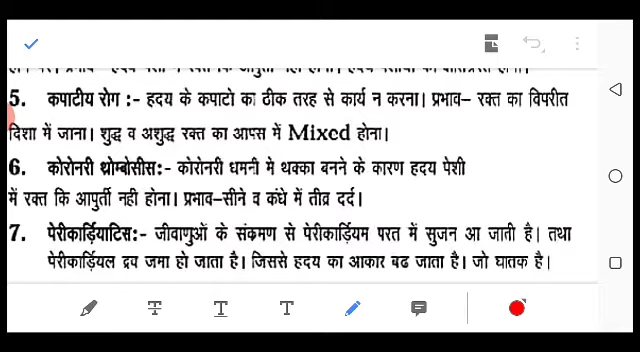 5. कपाटीय रोग :- हदय के कपाटो का ठीक तरह से कार्य न करना। प्रभाव– रक्त का विपरीत
दिशा में जाना। शुद्ध व अशुद्ध रक्त का आपस में Mixed होना।
6. कोरोनरी थ्रोम्बोसीस:- कोरोनरी धमनी मे थक्का बनने के कारण हदय पेशी
में रक्त कि आपुर्ती नही होना। प्रभाव–सीने व कंधे में तीव्र दर्द।
7. पेरीकार्ड़ियाटिस:- जीवाणुओं के संक्रमण से पेरीकार्ड़ियम परत में सुजन आ जाती है। तथा
पेरीकार्ड़ियल द्रप जमा हो जाता है। जिससे हदय का आकार बढ जाता है। जो घातक है।